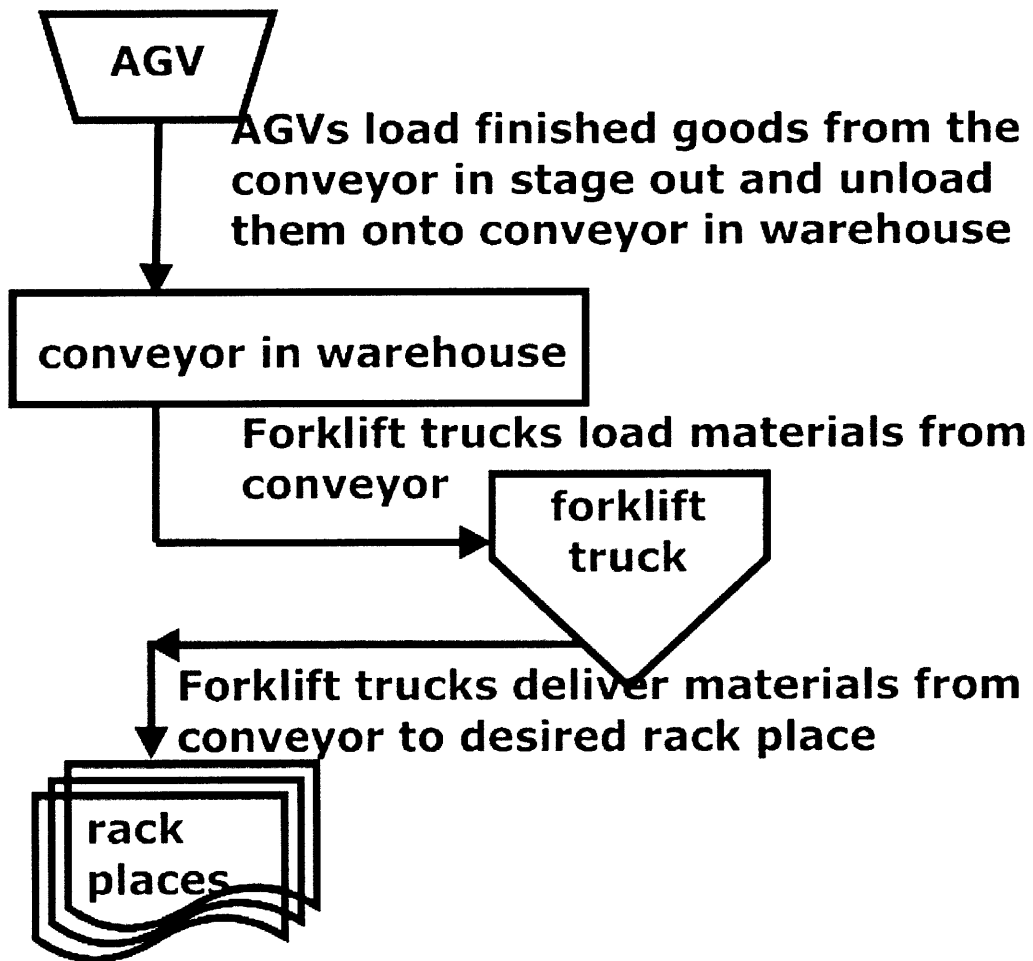 AGV
AGVs load finished goods from the
conveyor in stage out and unload
them onto conveyor in warehouse
conveyor in warehouse
Forklift trucks load materials from
conveyor
forklift
truck
Forklift trucks deliver materials from
conveyor to desired rack place
rack
places